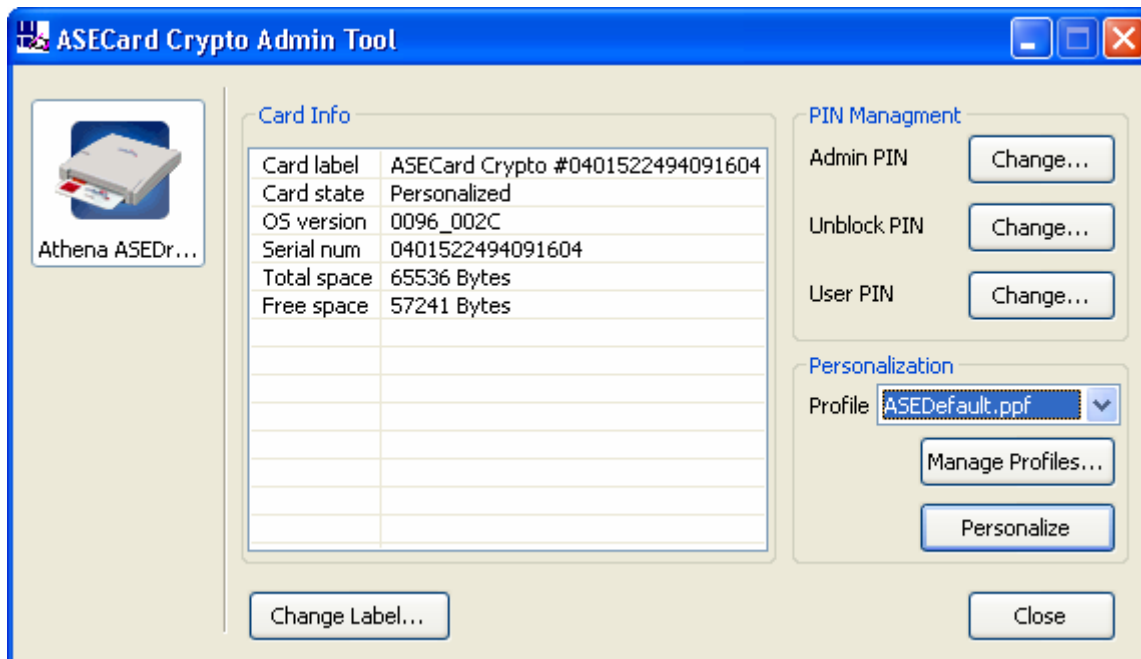 ASECard Crypto Admin Tool
Athena ASEDr...
Card Info
Card label ASECard Crypto #0401522494091604
Card state Personalized
OS version 0096_002C
Serial num 0401522494091604
Total space 65536 Bytes
Free space 57241 Bytes
Change Label...
PIN Managment
Admin PIN Change...
Unblock PIN Change...
User PIN Change...
Personalization
Profile ASEDefault.ppf
Manage Profiles...
Personalize
Close